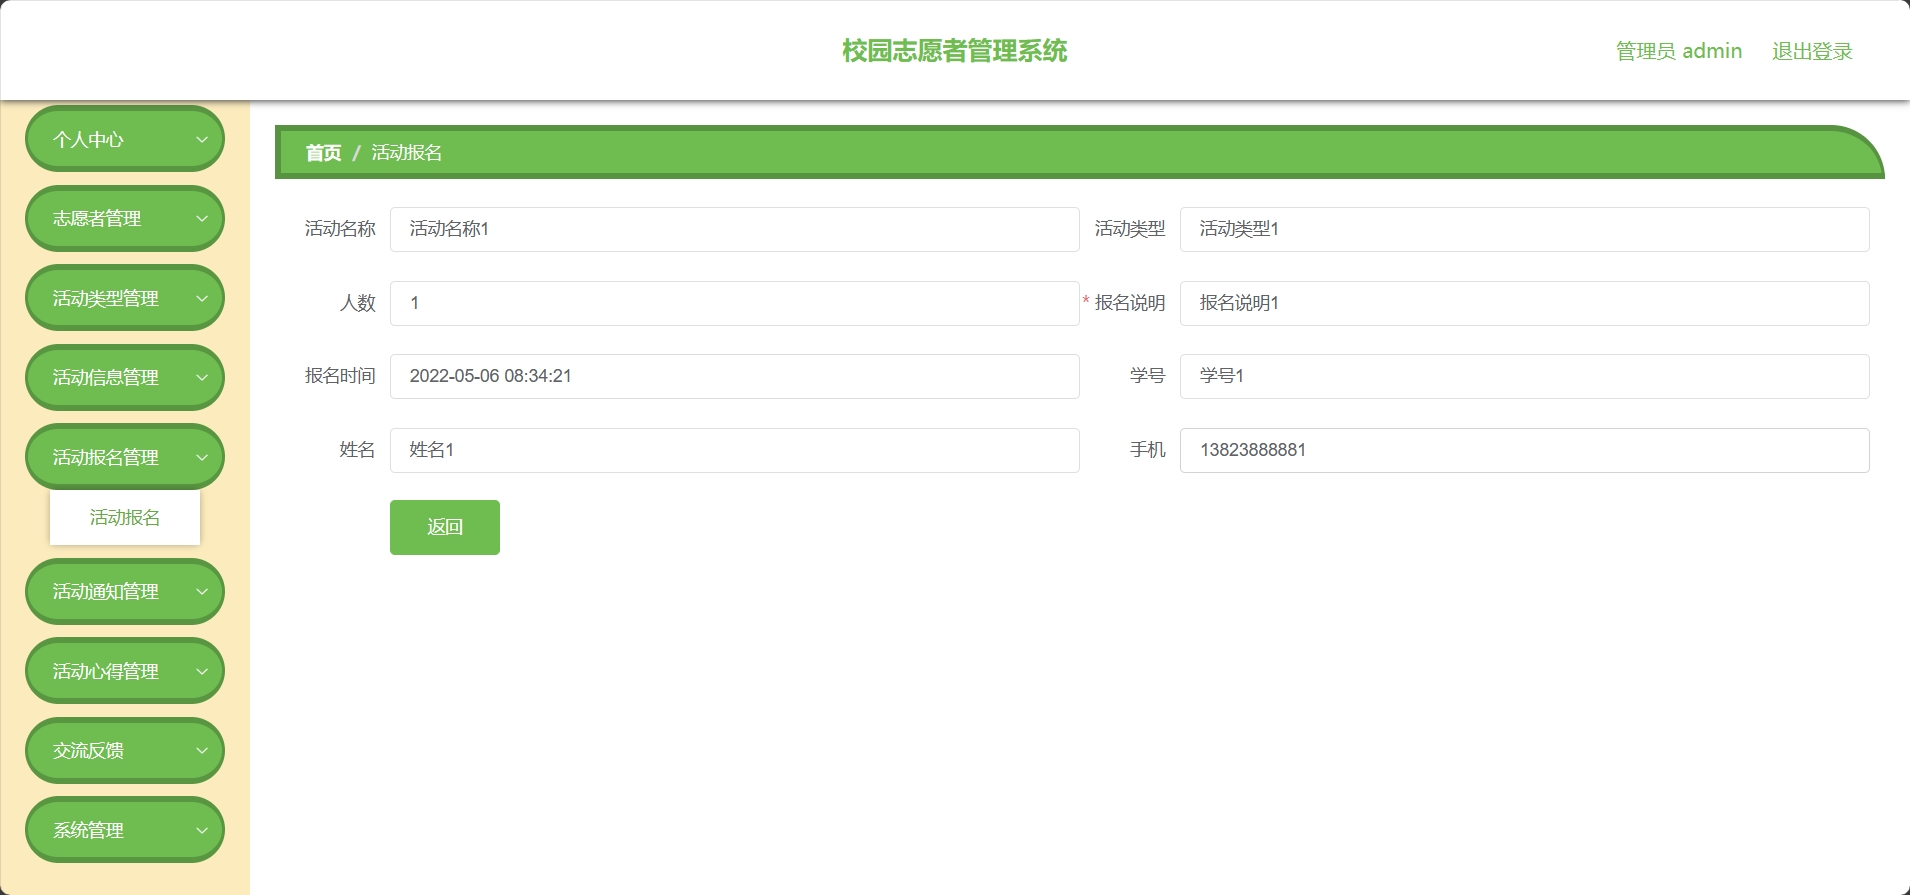 校园志愿者管理系统
管理员 admin 退出登录
个人中心
志愿者管理
活动类型管理
活动信息管理
活动报名管理
活动报名
活动通知管理
活动心得管理
交流反馈
系统管理
首页 / 活动报名
活动名称 活动名称1 活动类型 活动类型1
人数 1 * 报名说明 报名说明1
报名时间 2022-05-06 08:34:21 学号 学号1
姓名 姓名1 手机 13823888881
返回